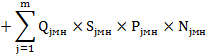 + ∑_{j=1}^{m} Q_{jмн} × S_{jмн} × P_{jмн} × N_{jмн}